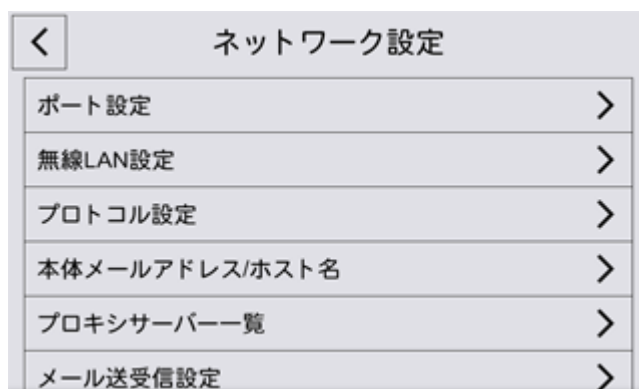 ネットワーク設定
ポート設定
無線LAN設定
プロトコル設定
本体メールアドレス/ホスト名
プロキシサーバー一覧
メール送受信設定